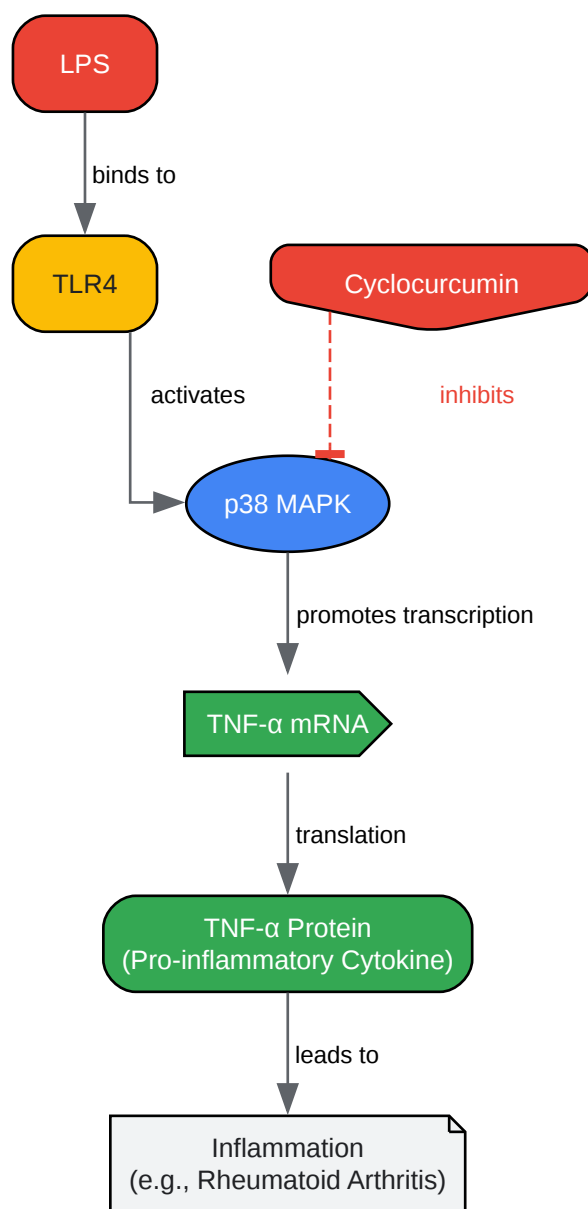 LPS
binds to
TLR4
Cyclocurcumin
activates
inhibits
p38 MAPK
promotes transcription
TNF-α mRNA
translation
TNF-α Protein
(Pro-inflammatory Cytokine)
leads to
Inflammation
(e.g., Rheumatoid Arthritis)